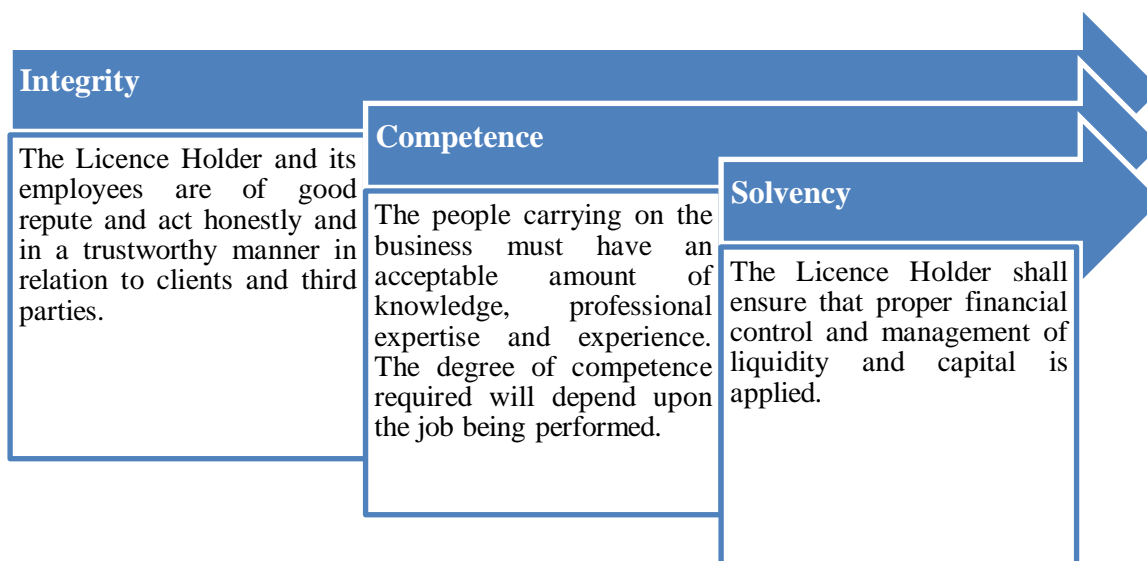 Integrity
The Licence Holder and its
employees are of good
repute and act honestly and
in a trustworthy manner in
relation to clients and third
parties.
Competence
The people carrying on the
business must have an
acceptable amount of
knowledge, professional
expertise and experience.
The degree of competence
required will depend upon
the job being performed.
Solvency
The Licence Holder shall
ensure that proper financial
control and management of
liquidity and capital is
applied.